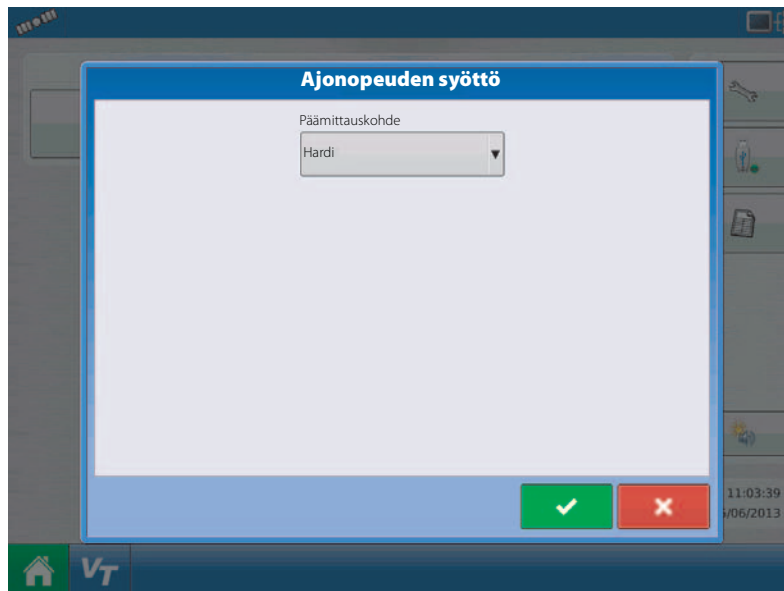 Ajonopeuden syöttö
Päämittauskohde
Hardi
11:03:39
/06/2013
VT